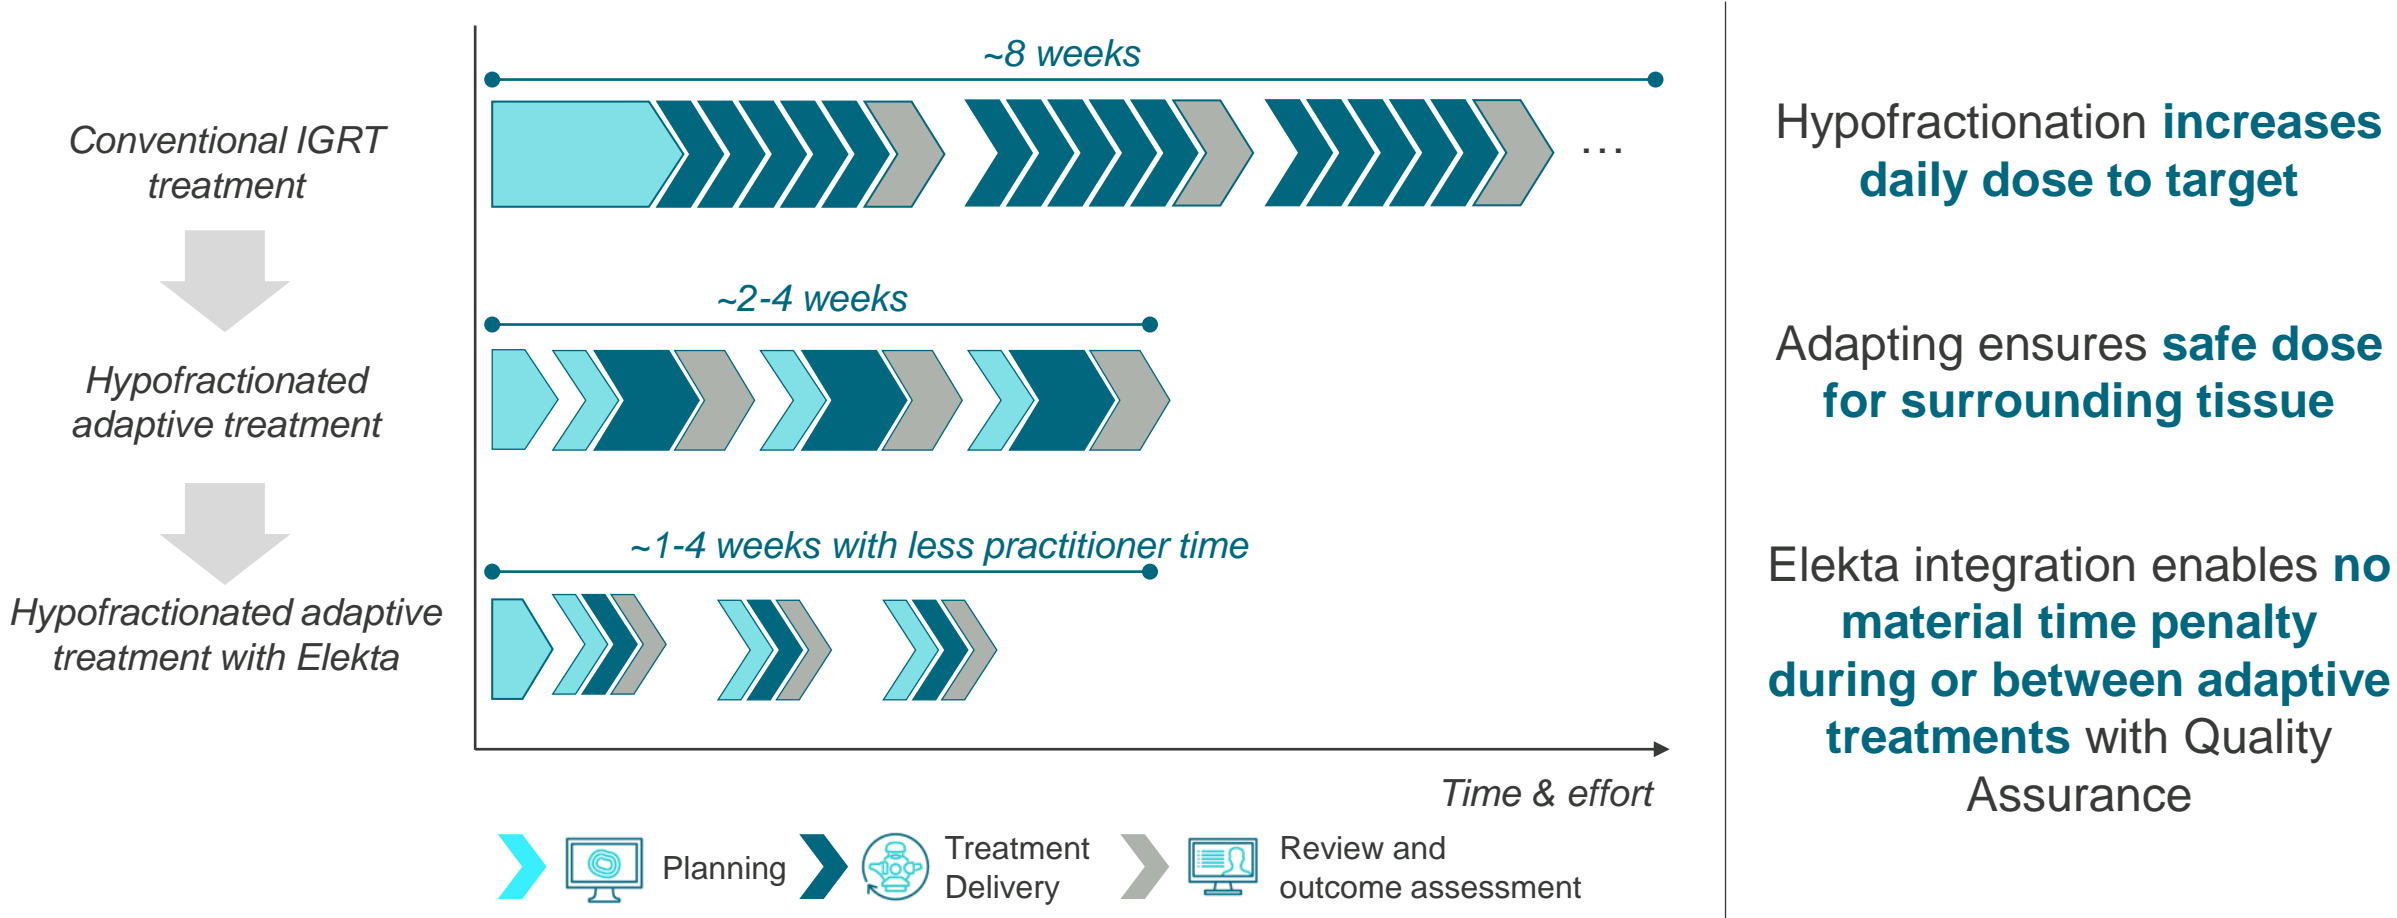 ~8 weeks
Conventional IGRT
treatment
...
Hypofractionation increases
daily dose to target
~2-4 weeks
Hypofractionated
adaptive treatment
Adapting ensures safe dose
for surrounding tissue
~1-4 weeks with less practitioner time
Hypofractionated adaptive
treatment with Elekta
Elekta integration enables no
material time penalty
during or between adaptive
treatments with Quality
Assurance
Time & effort
Planning
Treatment
Delivery
Review and
outcome assessment